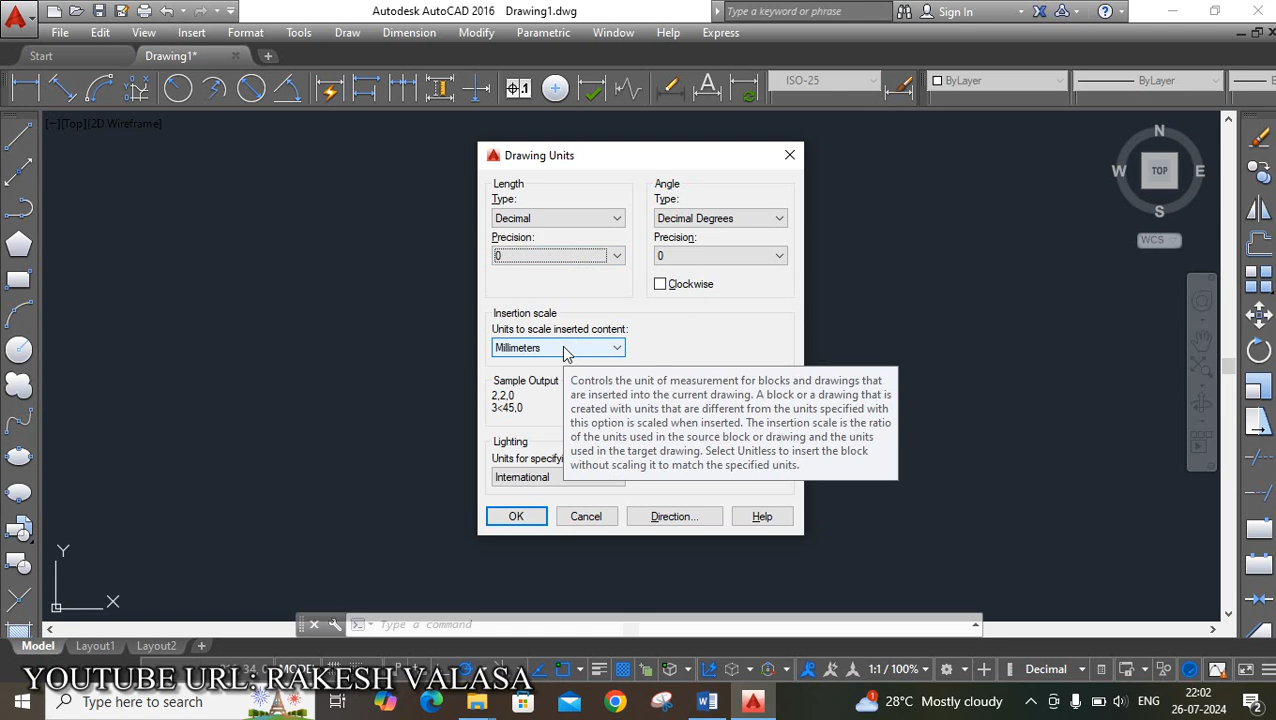 Autodesk AutoCAD 2016 Drawing1.dwg
Type a keyword or phrase
Sign In
File Edit View Insert Format Tools Draw Dimension Modify Parametric Window Help Express
Start
Drawing1*
ISO-25
ByLayer
ByLayer
[−][Top][2D Wireframe]
N
W TOP E
S
WCS
Drawing Units
Length
Type:
Decimal
Precision:
0
Angle
Type:
Decimal Degrees
Precision:
0
Clockwise
Insertion scale
Units to scale inserted content:
Millimeters
Controls the unit of measurement for blocks and drawings that
are inserted into the current drawing. A block or a drawing that is
created with units that are different from the units specified with
this option is scaled when inserted. The insertion scale is the ratio
of the units used in the source block or drawing and the units
used in the target drawing. Select Unitless to insert the block
without scaling it to match the specified units.
Sample Output
2,2,0
3<45,0
Lighting
Units for specifyi
International
OK Cancel Direction... Help
Y
X
Type a command
Model Layout1 Layout2
MODEL
1:1 / 100%
Decimal
YOUTUBE URL: RAKESH VALASA
Type here to search
28°C Mostly cloudy
ENG
22:02
26-07-2024
2